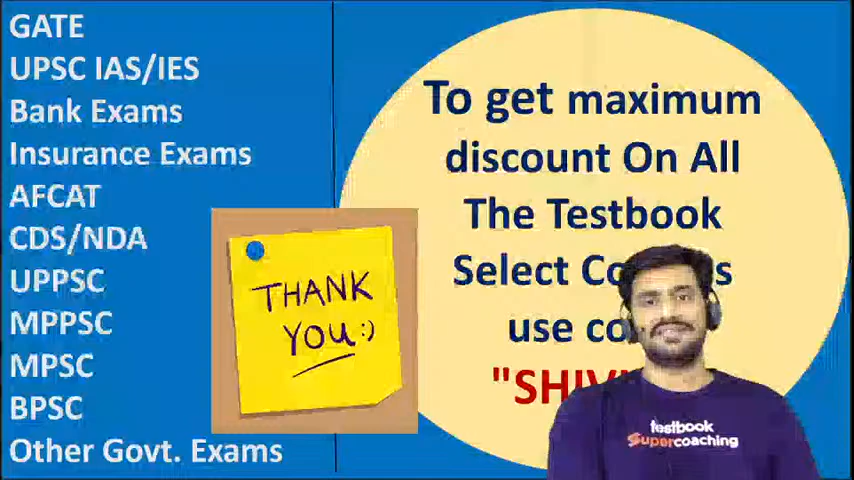 GATE
UPSC IAS/IES
Bank Exams
Insurance Exams
AFCAT
CDS/NDA
UPPSC
MPPSC
MPSC
BPSC
Other Govt. Exams
THANK
YOU:)
To get maximum
discount On All
The Testbook
Select
use
testbook
Supercoaching